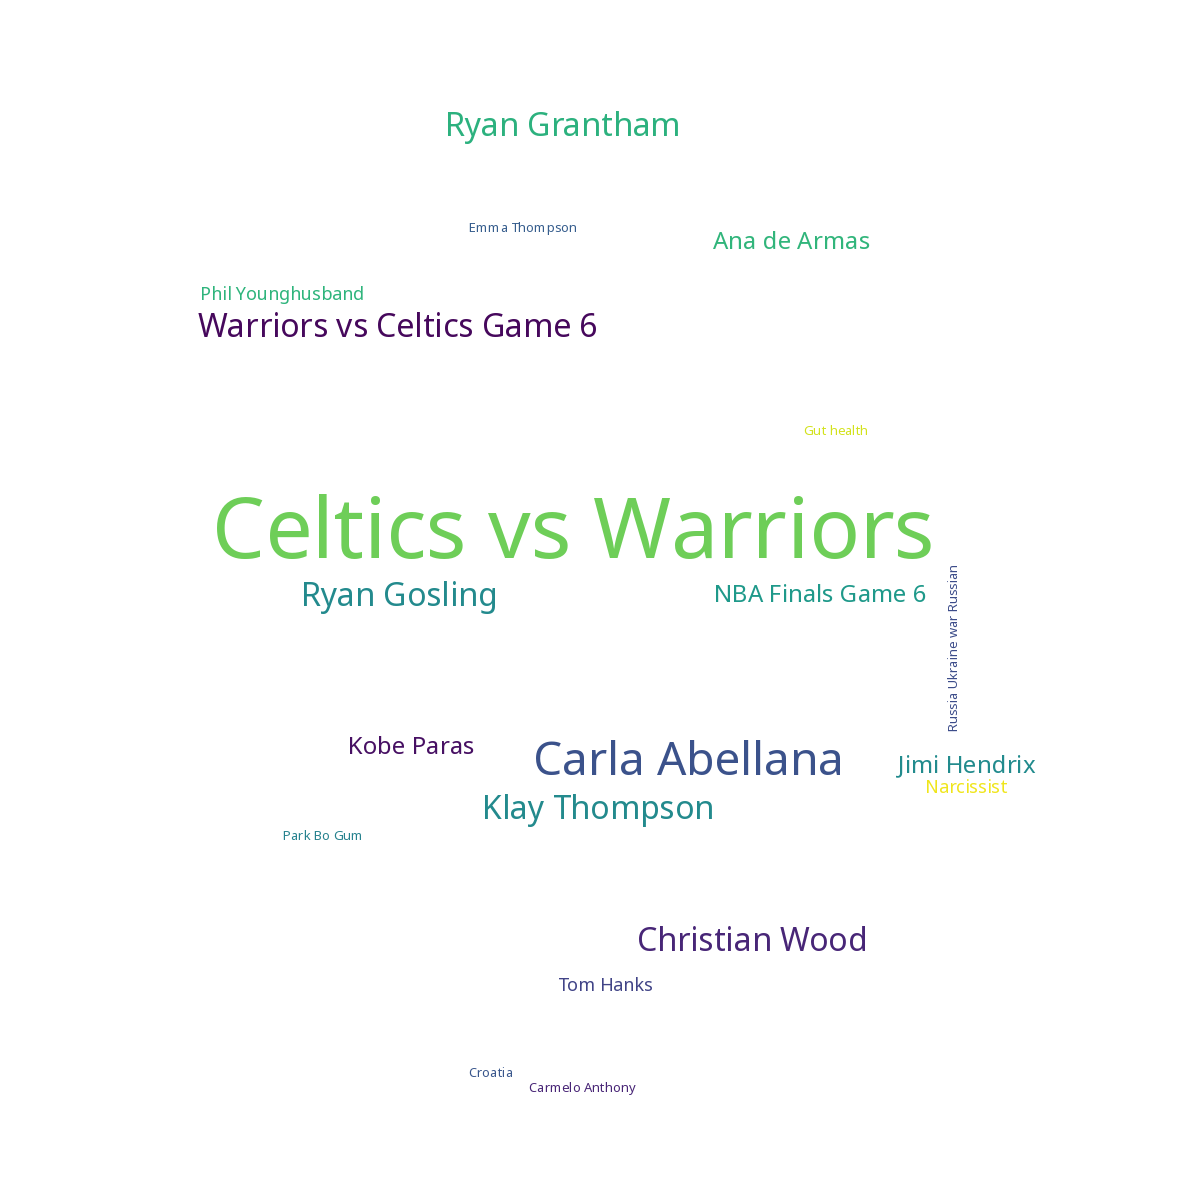 Ryan Grantham
Emma Thompson
Ana de Armas
Phil Younghusband
Warriors vs Celtics Game 6
Gut health
Celtics vs Warriors
Ryan Gosling
NBA Finals Game 6
Russia Ukraine war Russian
Kobe Paras
Carla Abellana
Jimi Hendrix
Narcissist
Klay Thompson
Park Bo Gum
Christian Wood
Tom Hanks
Croatia
Carmelo Anthony